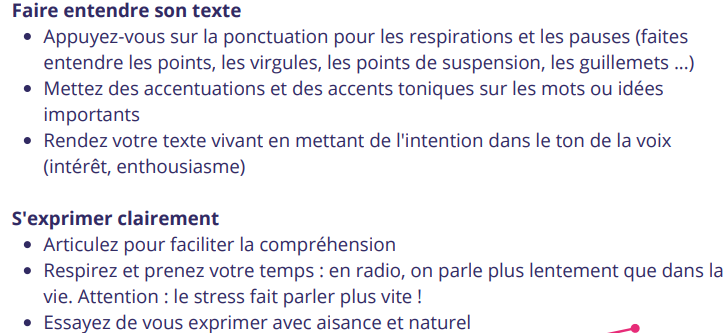 Faire entendre son texte
• Appuyez-vous sur la ponctuation pour les respirations et les pauses (faites
entendre les points, les virgules, les points de suspension, les guillemets ...)
• Mettez des accentuations et des accents toniques sur les mots ou idées
importants
• Rendez votre texte vivant en mettant de l'intention dans le ton de la voix
(intérêt, enthousiasme)
S'exprimer clairement
• Articulez pour faciliter la compréhension
• Respirez et prenez votre temps : en radio, on parle plus lentement que dans la
vie. Attention : le stress fait parler plus vite !
• Essayez de vous exprimer avec aisance et naturel